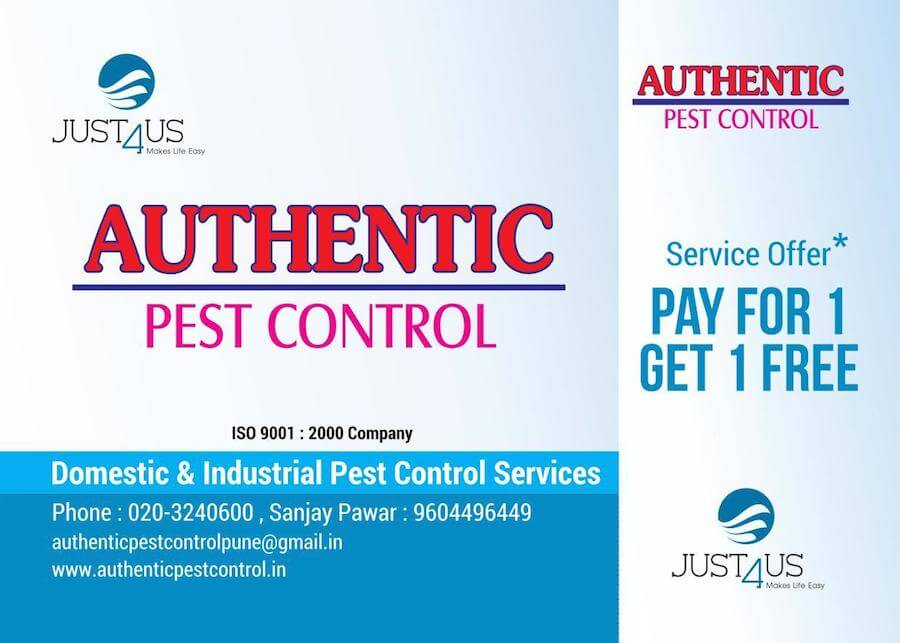 JUST4US
Makes Life Easy
AUTHENTIC
PEST CONTROL
ISO 9001 : 2000 Company
Domestic & Industrial Pest Control Services
Phone : 020-3240600 , Sanjay Pawar : 9604496449
authenticpestcontrolpune@gmail.in
www.authenticpestcontrol.in
AUTHENTIC
PEST CONTROL
Service Offer*
PAY FOR 1
GET 1 FREE
JUST4US
Makes Life Easy